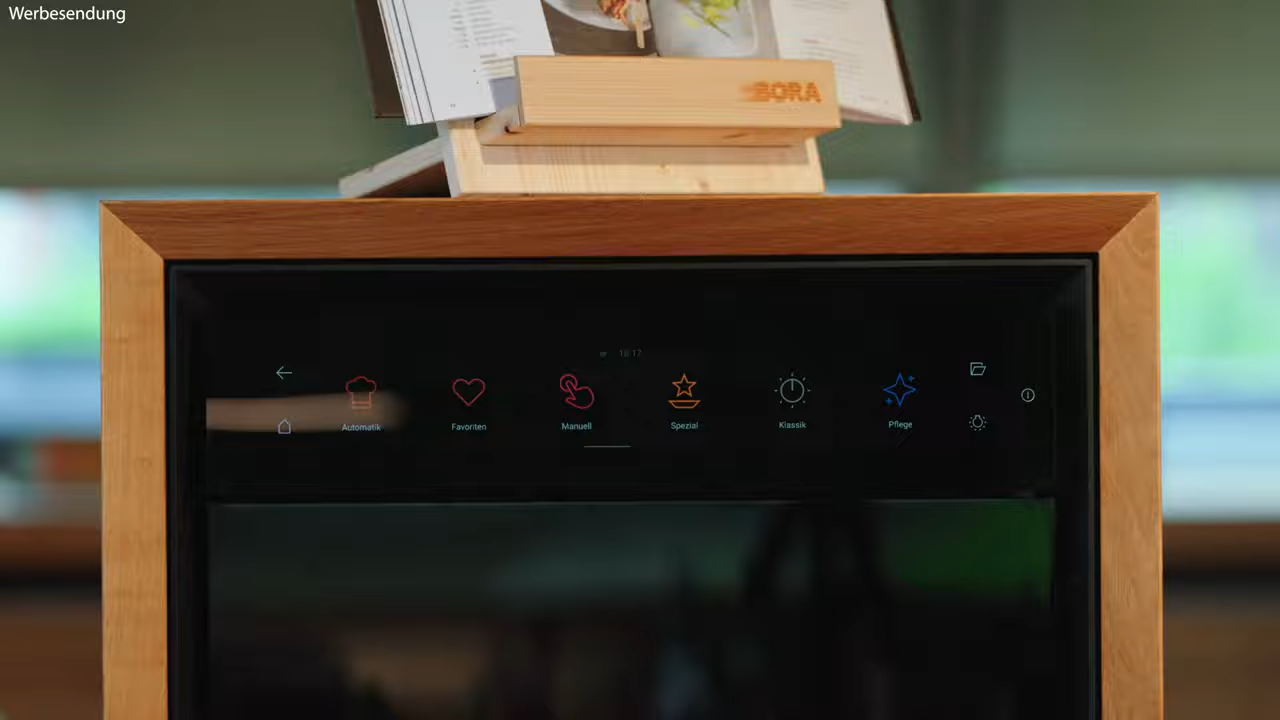 Werbesendung
BORA
18:17
Automatik
Favoriten
Manuell
Spezial
Klassik
Pflege